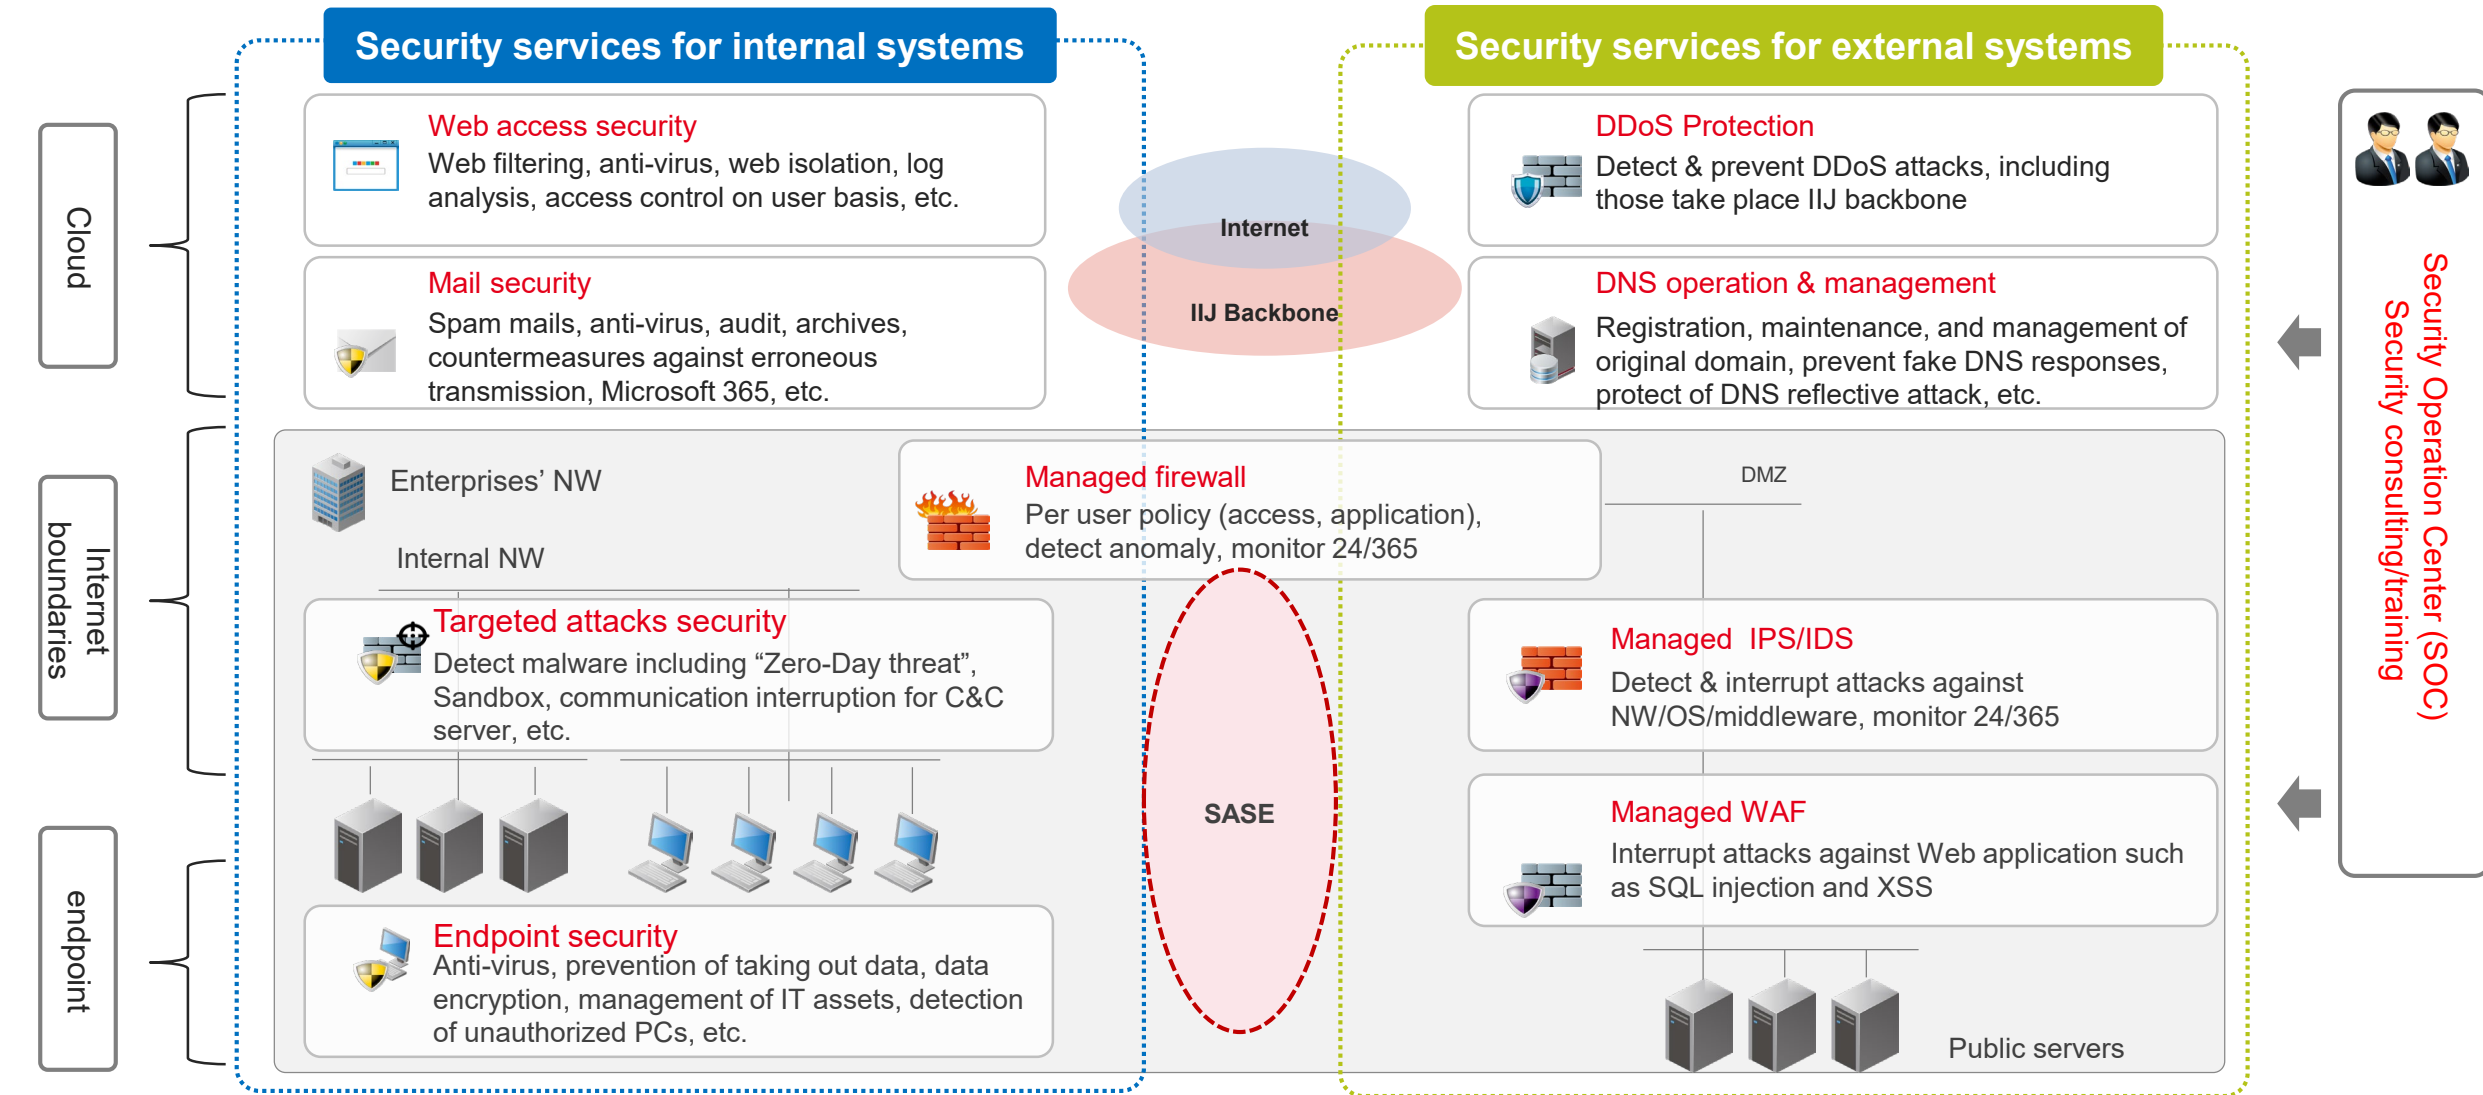 Security services for internal systems
Security services for external systems
Cloud
Web access security
Web filtering, anti-virus, web isolation, log
analysis, access control on user basis, etc.
Mail security
Spam mails, anti-virus, audit, archives,
countermeasures against erroneous
transmission, Microsoft 365, etc.
Internet
IIJ Backbone
DDoS Protection
Detect & prevent DDoS attacks, including
those take place IIJ backbone
DNS operation & management
Registration, maintenance, and management of
original domain, prevent fake DNS responses,
protect of DNS reflective attack, etc.
Security Operation Center (SOC)
Security consulting/training
Internet
boundaries
Enterprises’ NW
Internal NW
Managed firewall
Per user policy (access, application),
detect anomaly, monitor 24/365
DMZ
Targeted attacks security
Detect malware including “Zero-Day threat”,
Sandbox, communication interruption for C&C
server, etc.
SASE
Managed  IPS/IDS
Detect & interrupt attacks against
NW/OS/middleware, monitor 24/365
Managed WAF
Interrupt attacks against Web application such
as SQL injection and XSS
endpoint
Endpoint security
Anti-virus, prevention of taking out data, data
encryption, management of IT assets, detection
of unauthorized PCs, etc.
Public servers